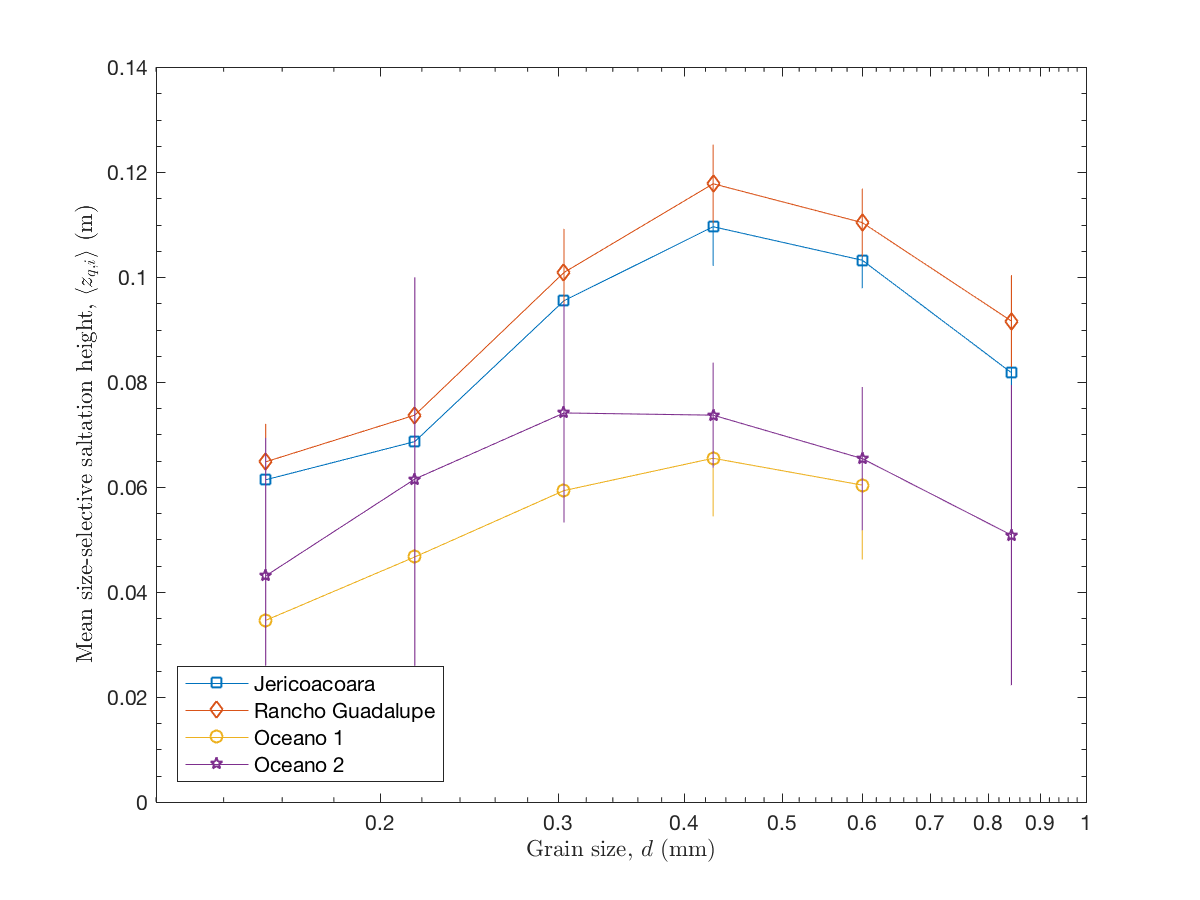 0.14
0.12
0.1
0.08
0.06
0.04
0.02
0
Mean size-selective saltation height, ⟨z_{q,i}⟩ (m)
Jericoacoara
Rancho Guadalupe
Oceano 1
Oceano 2
0.2 0.3 0.4 0.5 0.6 0.7 0.8 0.9 1
Grain size, d (mm)